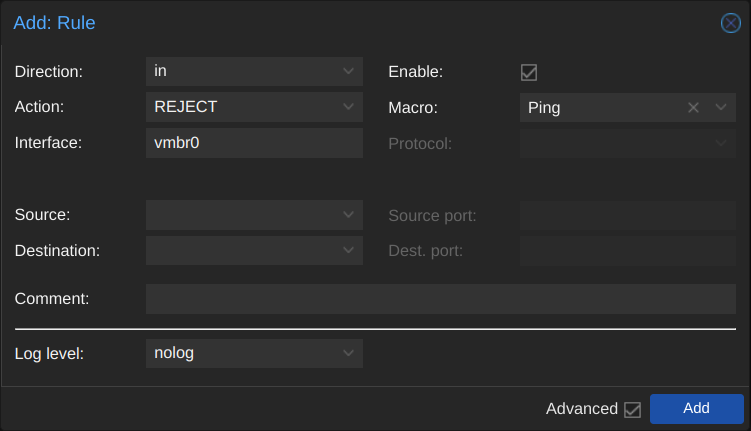 Add: Rule
Direction: in Enable:
Action: REJECT Macro: Ping
Interface: vmbr0 Protocol:
Source: Source port:
Destination: Dest. port:
Comment:
Log level: nolog
Advanced Add